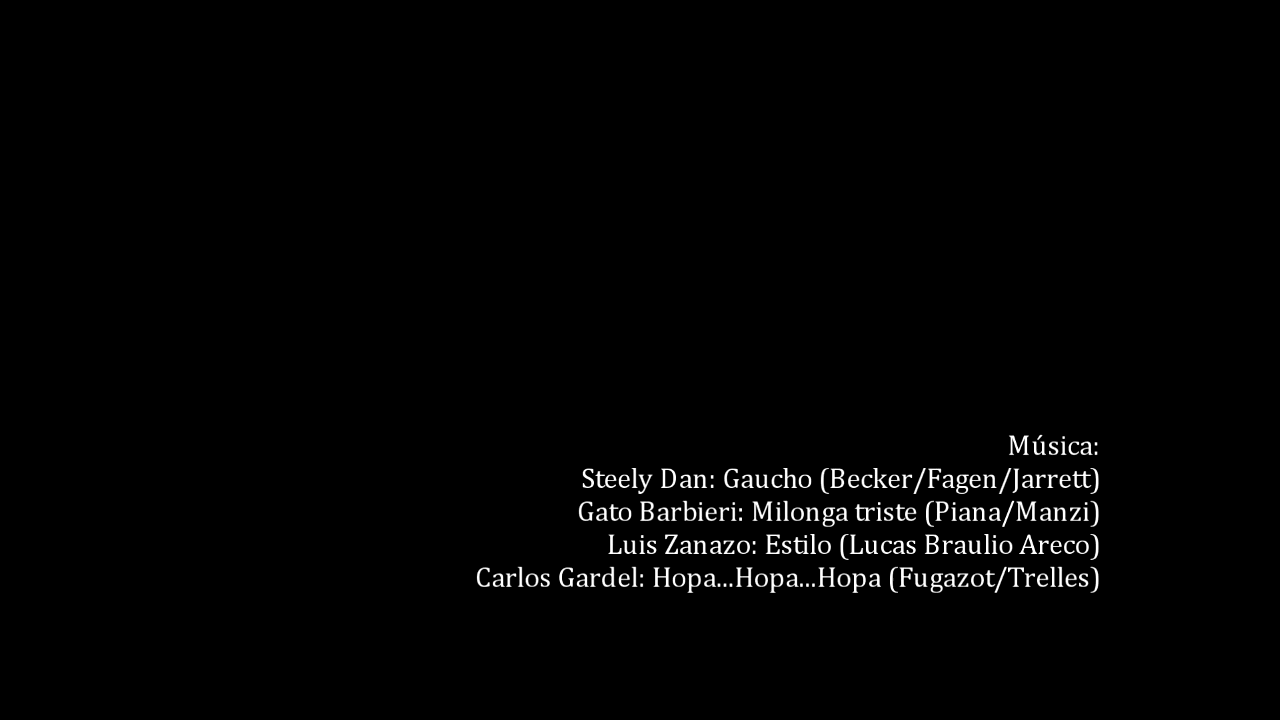 Música:
Steely Dan: Gaucho (Becker/Fagen/Jarrett)
Gato Barbieri: Milonga triste (Piana/Manzi)
Luis Zanazo: Estilo (Lucas Braulio Areco)
Carlos Gardel: Hopa...Hopa...Hopa (Fugazot/Trelles)